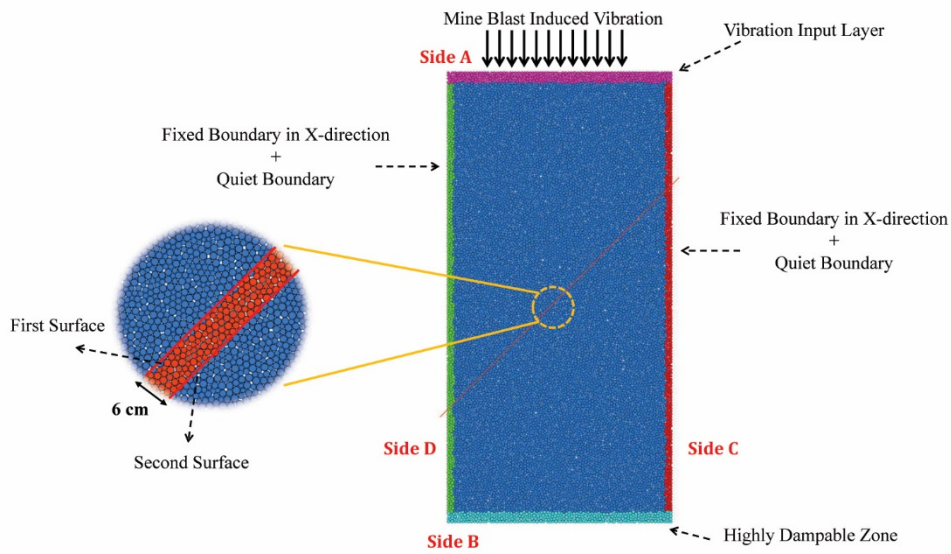 Mine Blast Induced Vibration
Vibration Input Layer
Side A
Fixed Boundary in X-direction
+
Quiet Boundary
Fixed Boundary in X-direction
+
Quiet Boundary
First Surface
6 cm
Second Surface
Side D
Side C
Side B
Highly Dampable Zone